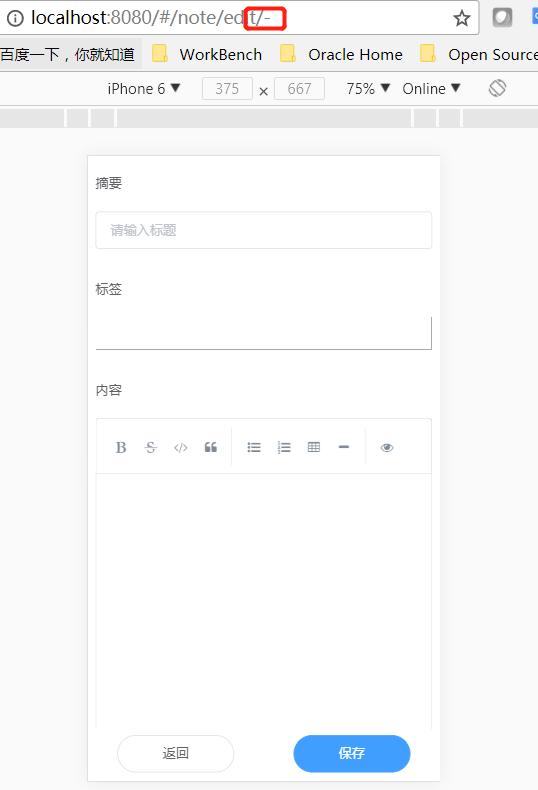 localhost:8080/#/note/edit/-
百度一下，你就知道 WorkBench Oracle Home Open Source
iPhone 6 ▼ 375 × 667 75% ▼ Online ▼
摘要
请输入标题
标签
内容
B S </> ❝
返回 保存